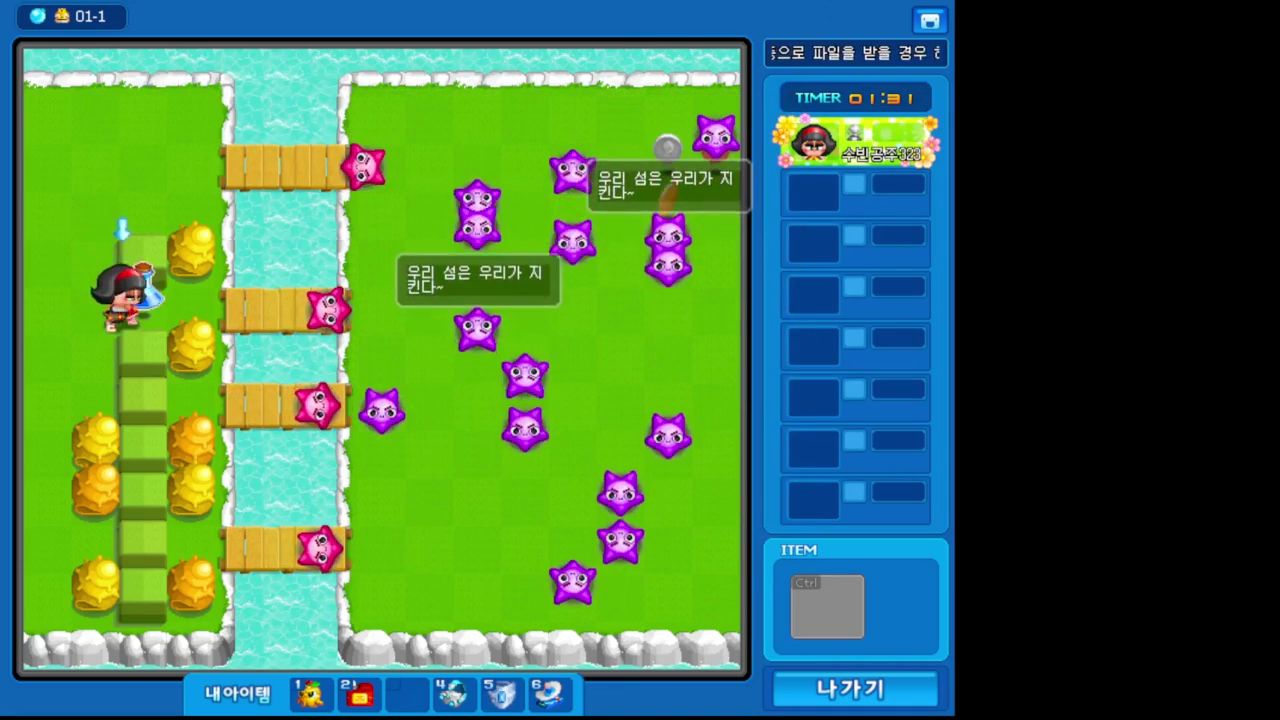 01-1
능으로 파일을 받을 경우
TIMER 01:31
수빈공주323
우리 섬은 우리가 지
킨다~
우리 섬은 우리가 지
킨다~
ITEM
Ctrl
내아이템
1
2
4
5
6
나가기